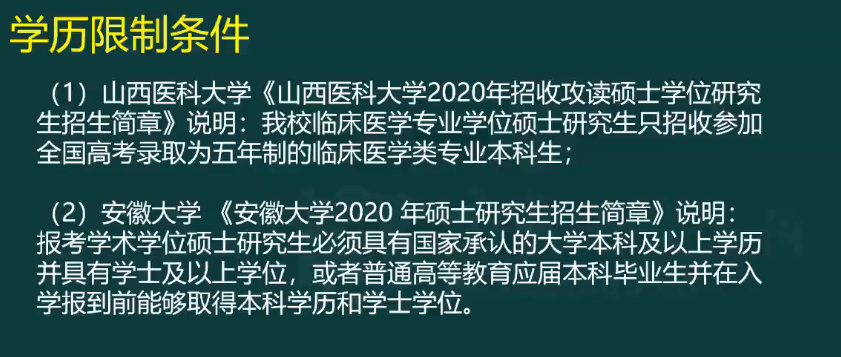 学历限制条件
（1）山西医科大学《山西医科大学2020年招收攻读硕士学位研究
生招生简章》说明：我校临床医学专业学位硕士研究生只招收参加
全国高考录取为五年制的临床医学类专业本科生；
（2）安徽大学 《安徽大学2020 年硕士研究生招生简章》说明：
报考学术学位硕士研究生必须具有国家承认的大学本科及以上学历
并具有学士及以上学位，或者普通高等教育应届本科毕业生并在入
学报到前能够取得本科学历和学士学位。